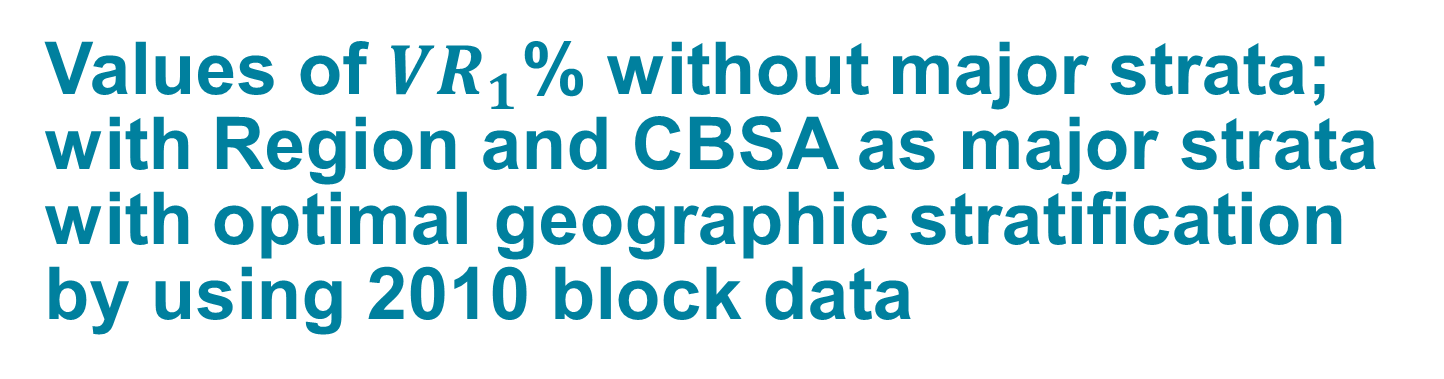 Values of 𝑽𝑹₁% without major strata;
with Region and CBSA as major strata
with optimal geographic stratification
by using 2010 block data